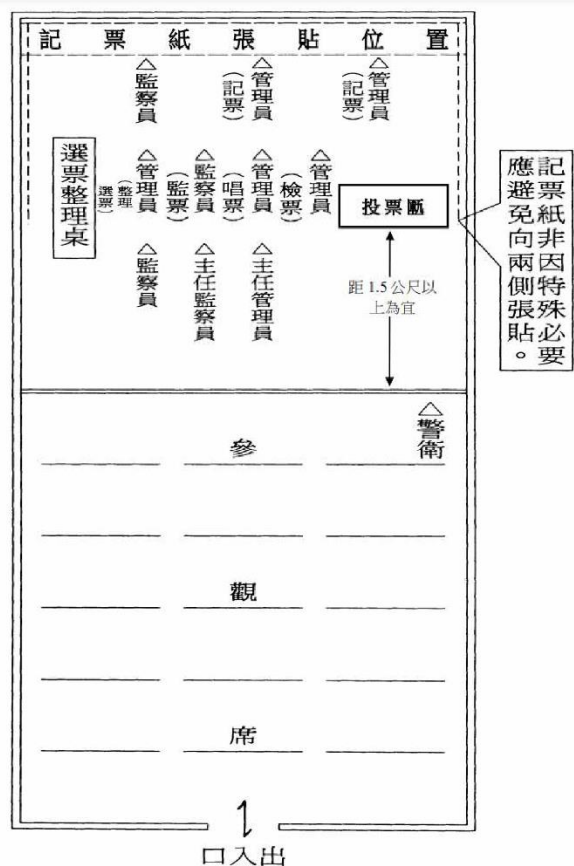 記票紙張貼位置
△管理員
(記票)
△管理員
(記票)
△監察員
△管理員
(檢票)
△管理員
(唱票)
△監察員
(監票)
△管理員
(整理
選票)
選票整理桌
投票匭
△主任管理員
△主任監察員
△監察員
距 1.5 公尺以
上為宜
記票紙非因特殊必要
應避免向兩側張貼。
△警衛
參
觀
席
口入出